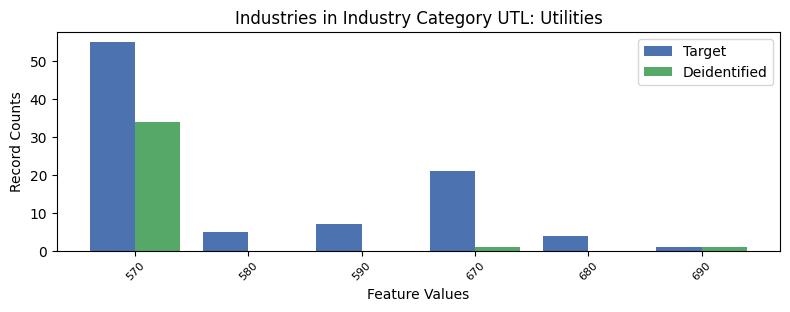 Industries in Industry Category UTL: Utilities
Record Counts
50
40
30
20
10
0
Target
Deidentified
570
580
590
670
680
690
Feature Values